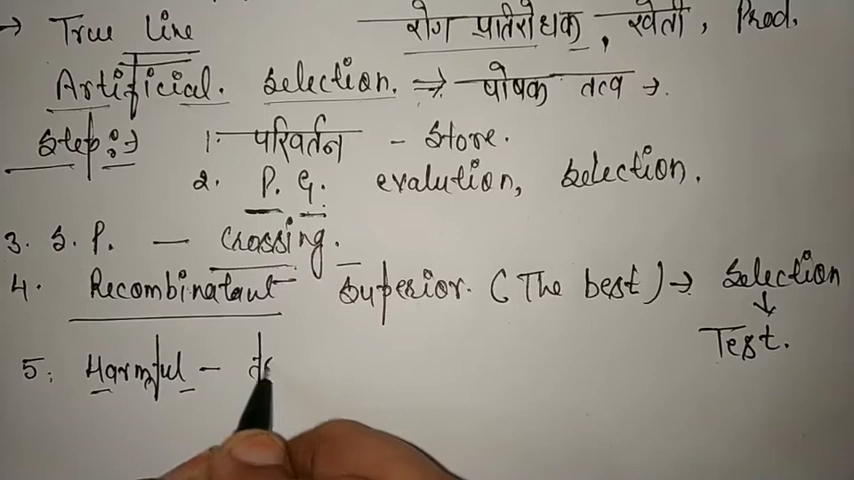 → True line रोग प्रतिरोधक, खेती, Prod.
Artificial. Selection. ⇒ पोषक तत्व →.
Step :→ 1. परिवर्तन - Store.
2. P. G. evalution, Selection.
3. S. P. — Crossing.
4. Recombinatant Superior. (The best) → Selection
↓
Test.
5. Harmful -